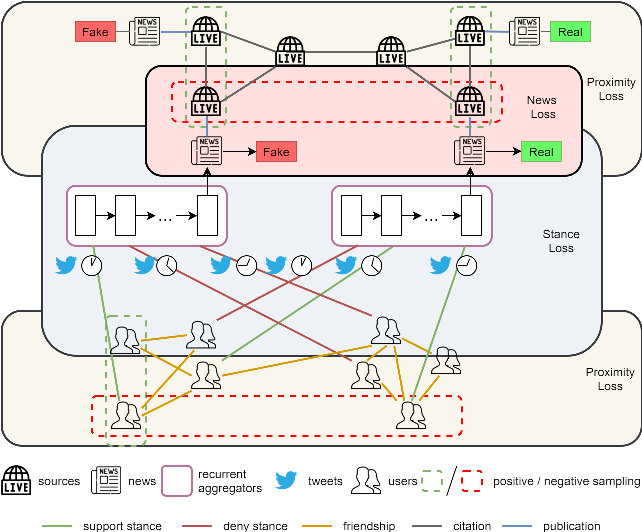 Fake
NEWS
LIVE
LIVE
LIVE
LIVE
NEWS
Real
Proximity
Loss
LIVE
LIVE
News
Loss
NEWS
Fake
NEWS
Real
...
...
Stance
Loss
Proximity
Loss
LIVE
sources
NEWS
news
recurrent
aggregators
tweets
users
/
positive / negative sampling
support stance
deny stance
friendship
citation
publication